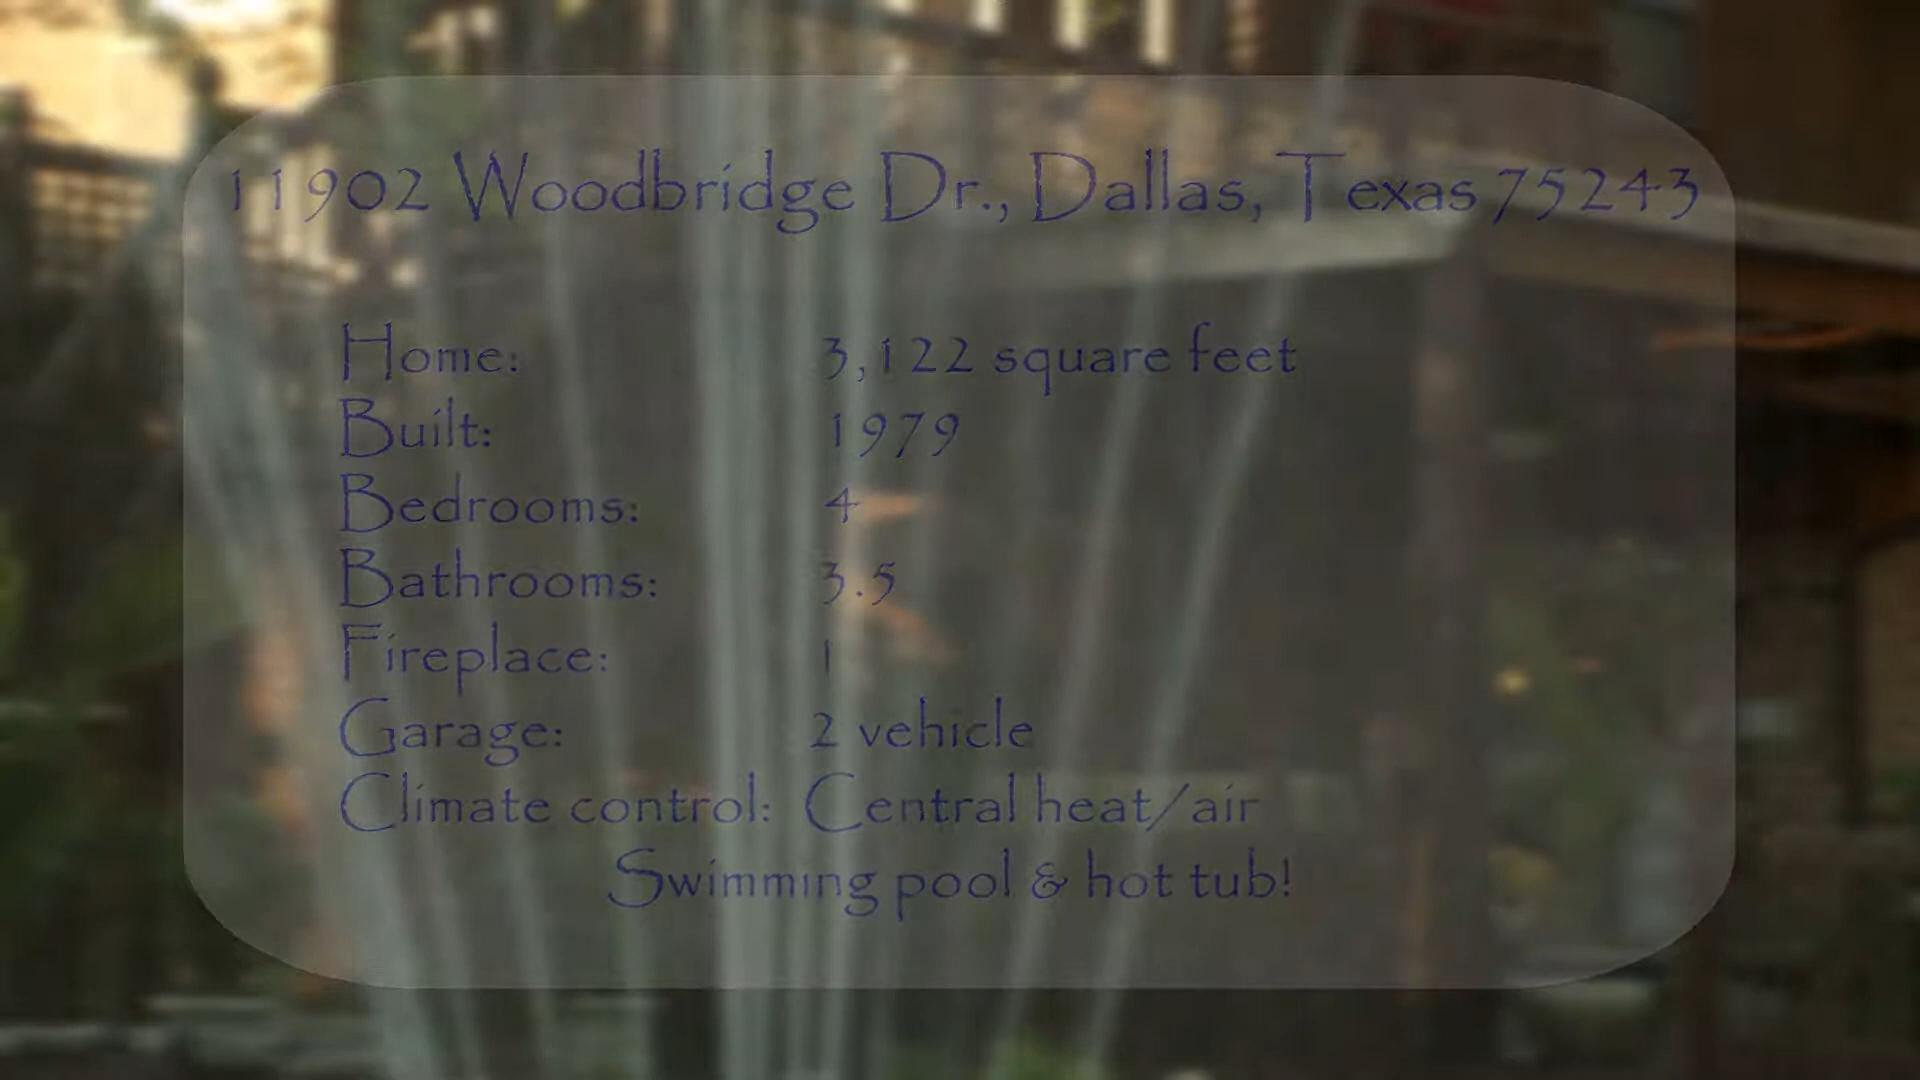 11902 Woodbridge Dr., Dallas, Texas 75243
Home: 3,122 square feet
Built: 1979
Bedrooms: 4
Bathrooms: 3.5
Fireplace: 1
Garage: 2 vehicle
Climate control: Central heat/air
Swimming pool & hot tub!